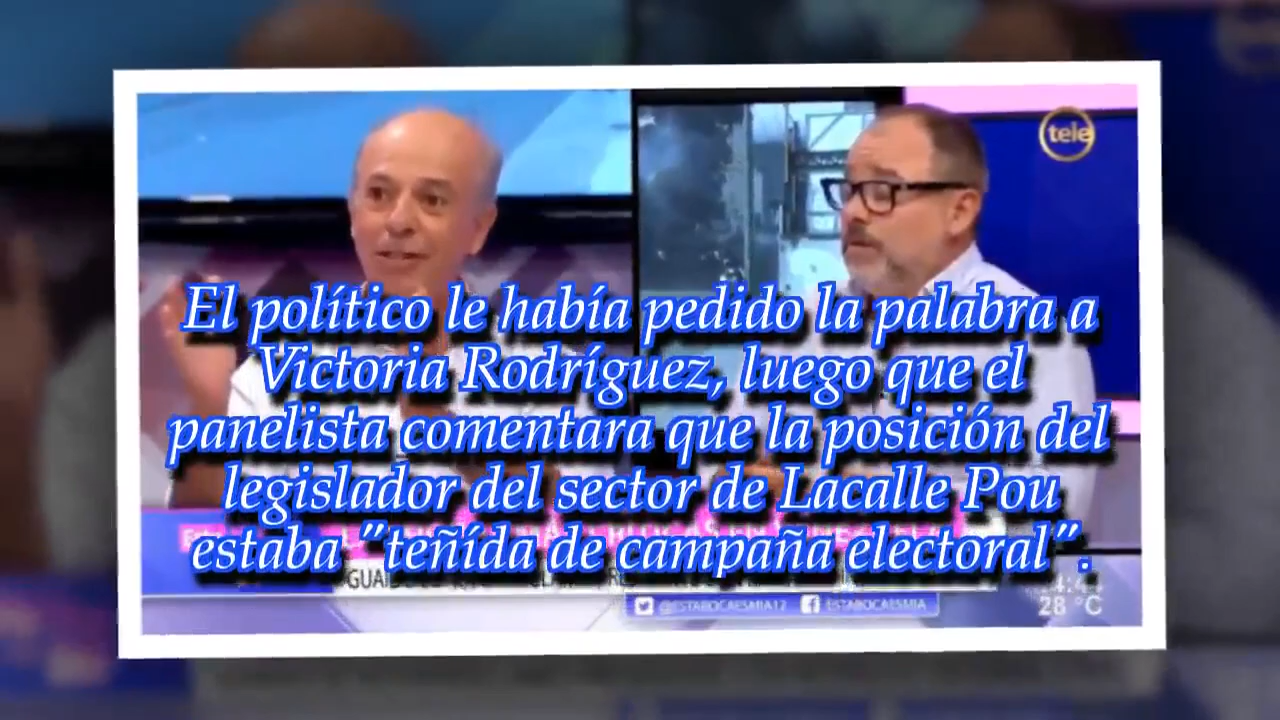 tele
El político le había pedido la palabra a
Victoria Rodríguez, luego que el
panelista comentara que la posición del
legislador del sector de Lacalle Pou
estaba "teñída de campaña electoral".
@ESTABOCAESMIA12 ESTABOCAESMIA
28 °C